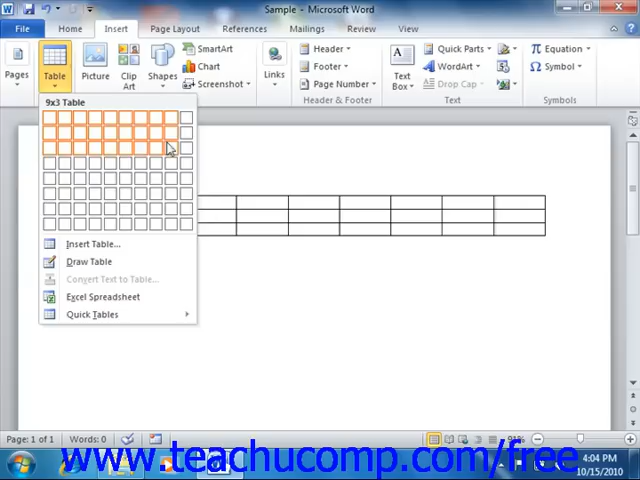 Sample - Microsoft Word
File Home Insert Page Layout References Mailings Review View
Pages
Table
Picture
Clip
Art
Shapes
SmartArt
Chart
Screenshot
Links
Header
Footer
Page Number
Header & Footer
Text
Box
Quick Parts
WordArt
Drop Cap
Text
Equation
Symbol
Symbols
9x3 Table
Insert Table...
Draw Table
Convert Text to Table...
Excel Spreadsheet
Quick Tables
Page: 1 of 1 Words: 0 91%
www.teachucomp.com/free
4:04 PM
10/15/2010